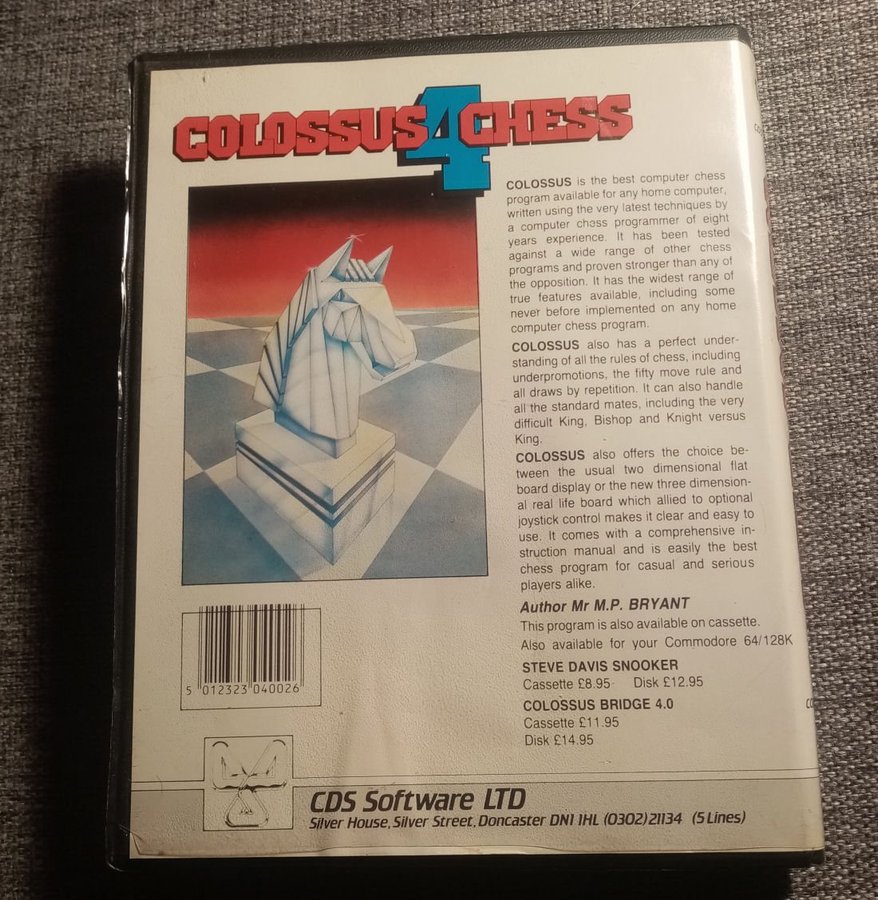 COLOSSUS 4 CHESS
COLOSSUS is the best computer chess
program available for any home computer,
written using the very latest techniques by
a computer chess programmer of eight
years experience. It has been tested
against a wide range of other chess
programs and proven stronger than any of
the opposition. It has the widest range of
true features available, including some
never before implemented on any home
computer chess program.
COLOSSUS also has a perfect under-
standing of all the rules of chess, including
underpromotions, the fifty move rule and
all draws by repetition. It can also handle
all the standard mates, including the very
difficult King, Bishop and Knight versus
King.
COLOSSUS also offers the choice be-
tween the usual two dimensional flat
board display or the new three dimension-
al real life board which allied to optional
joystick control makes it clear and easy to
use. It comes with a comprehensive in-
struction manual and is easily the best
chess program for casual and serious
players alike.
Author Mr M.P. BRYANT
This program is also available on cassette.
Also available for your Commodore 64/128K
STEVE DAVIS SNOOKER
Cassette £8.95 Disk £12.95
COLOSSUS BRIDGE 4.0
Cassette £11.95
Disk £14.95
5 012323 040026
CDS Software LTD
Silver House, Silver Street, Doncaster DN1 1HL (0302) 21134 (5 Lines)